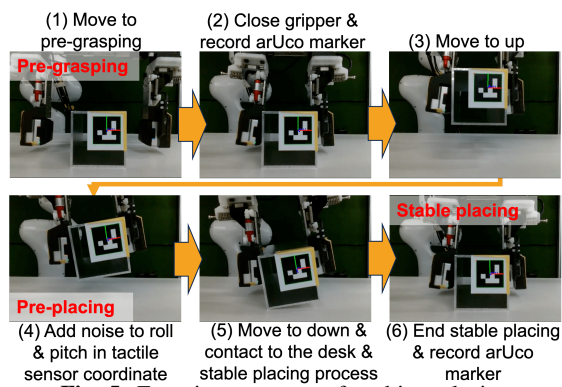 (1) Move to
pre-grasping
(2) Close gripper &
record arUco marker
(3) Move to up
Pre-grasping
Stable placing
Pre-placing
(4) Add noise to roll
& pitch in tactile
sensor coordinate
(5) Move to down &
contact to the desk &
stable placing process
(6) End stable placing
& record arUco
marker